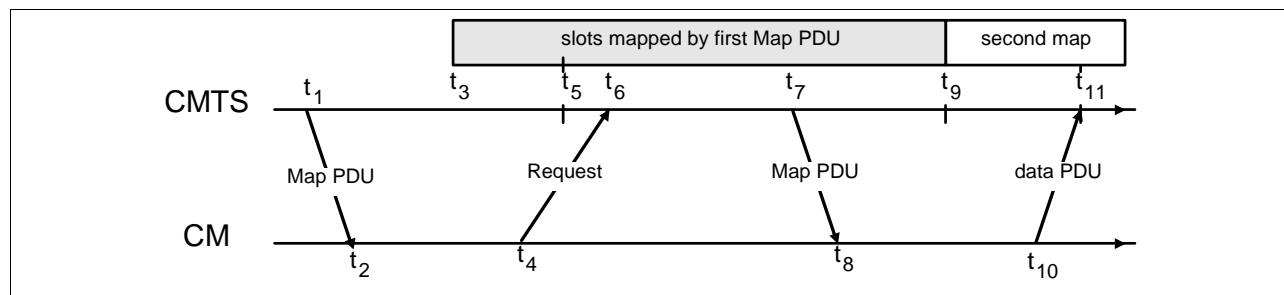 slots mapped by first Map PDU second map
t1 t3 t5 t6 t7 t9 t11
CMTS
Map PDU Request Map PDU data PDU
CM
t2 t4 t8 t10